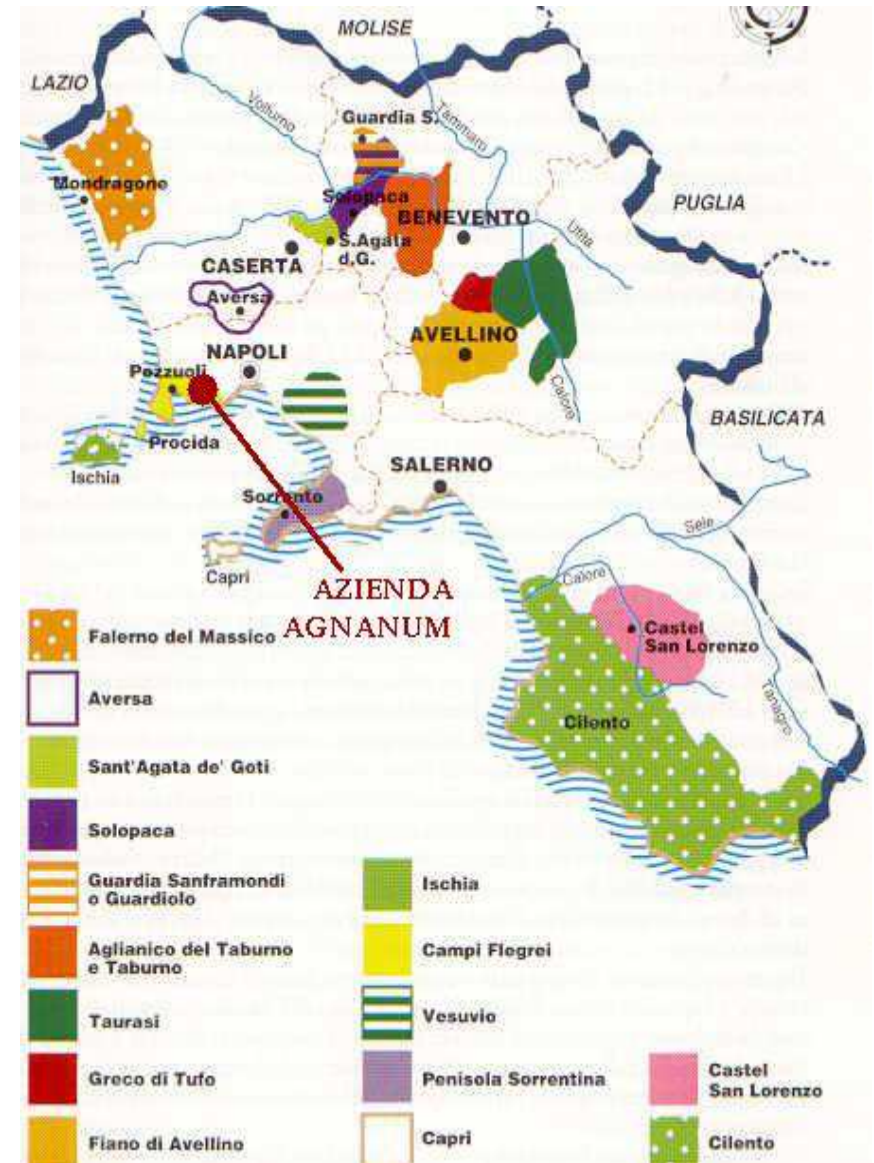 MOLISE
LAZIO
Volturno
Tammaro
Guardia S.
Mondragone
Solopaca
PUGLIA
BENEVENTO
Ufita
S.Agata
d.G.
CASERTA
Aversa
AVELLINO
NAPOLI
Pozzuoli
Calore
BASILICATA
Procida
Ischia
SALERNO
Sorrento
Sele
Capri
Calore
AZIENDA
AGNANUM
Castel
San Lorenzo
Tanagro
Cilento
Falerno del Massico
Aversa
Sant'Agata de' Goti
Solopaca
Guardia Sanframondi
o Guardiolo
Aglianico del Taburno
e Taburno
Taurasi
Greco di Tufo
Fiano di Avellino
Ischia
Campi Flegrei
Vesuvio
Penisola Sorrentina
Capri
Castel
San Lorenzo
Cilento